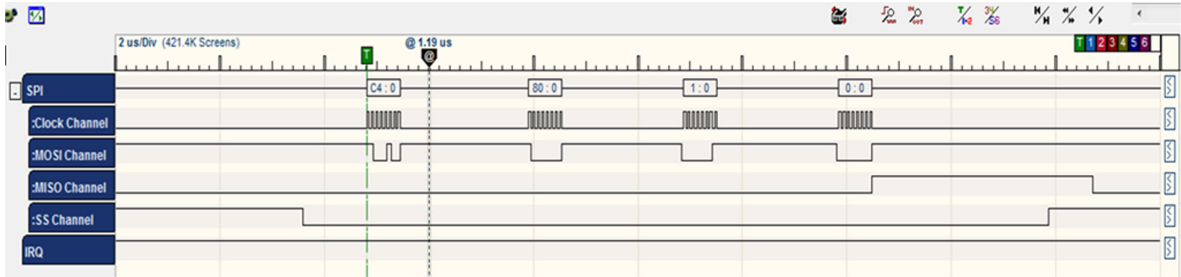 2 us/Div (421.4K Screens)
@ 1.19 us
T 1 2 3 4 5 6
T
@
SPI
C4 : 0
80 : 0
1 : 0
0 : 0
:Clock Channel
:MOSI Channel
:MISO Channel
:SS Channel
IRQ